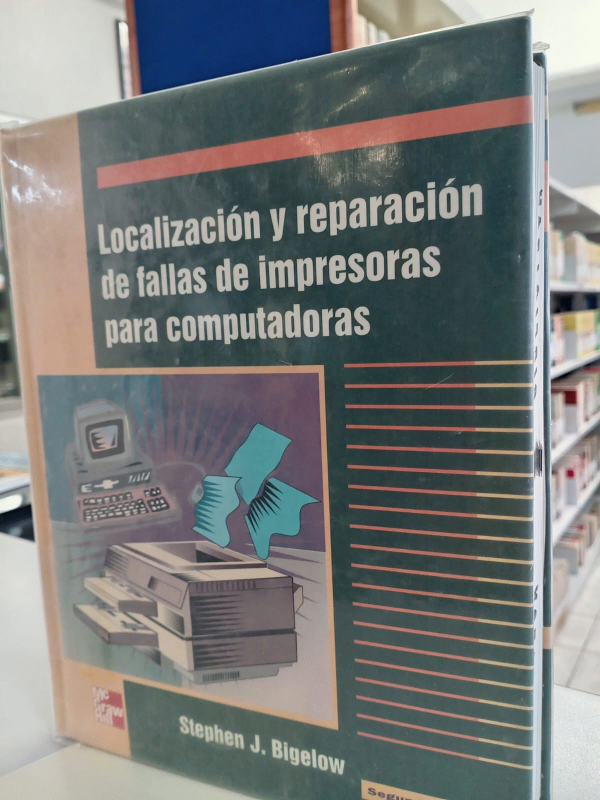 Localización y reparación
de fallas de impresoras
para computadoras
Mc
Graw
Hill
Stephen J. Bigelow